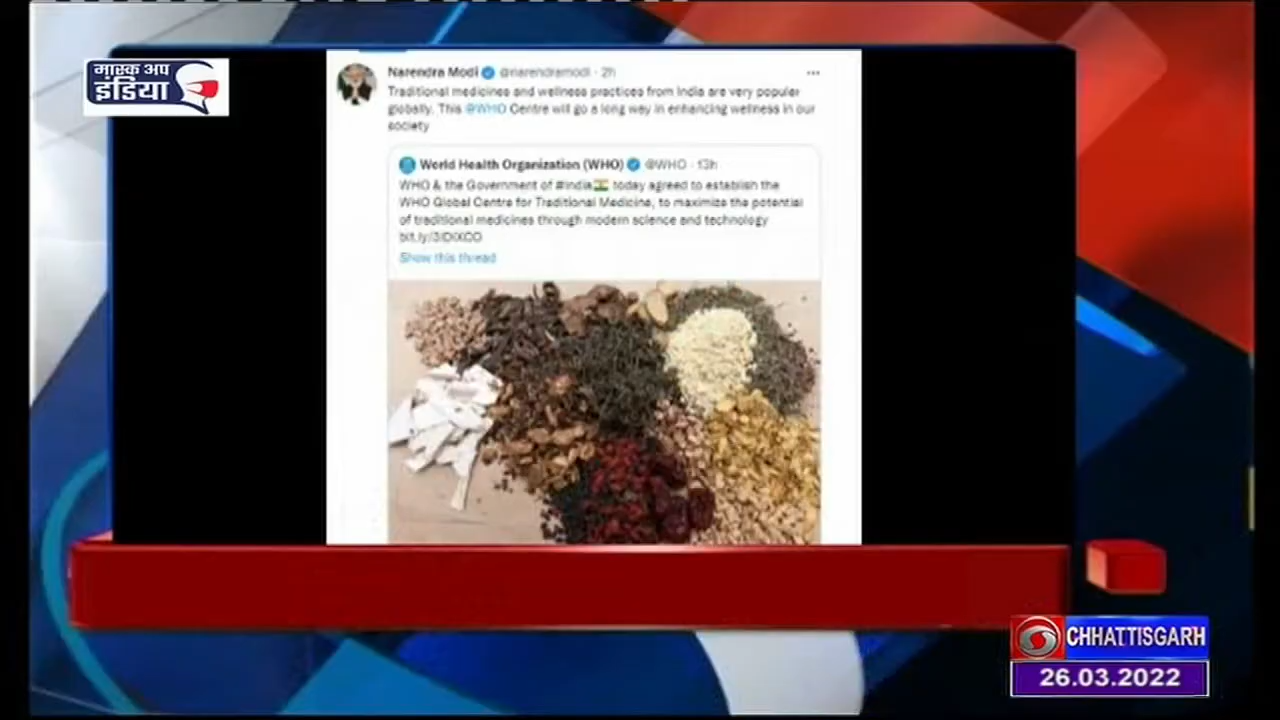 मास्क अप
इंडिया
Narendra Modi @narendramodi · 2h
Traditional medicines and wellness practices from India are very popular
globally. This @WHO Centre will go a long way in enhancing wellness in our
society
World Health Organization (WHO) @WHO · 13h
WHO & the Government of #India🇮🇳 today agreed to establish the
WHO Global Centre for Traditional Medicine, to maximize the potential
of traditional medicines through modern science and technology
Show this thread
CHHATTISGARH
26.03.2022